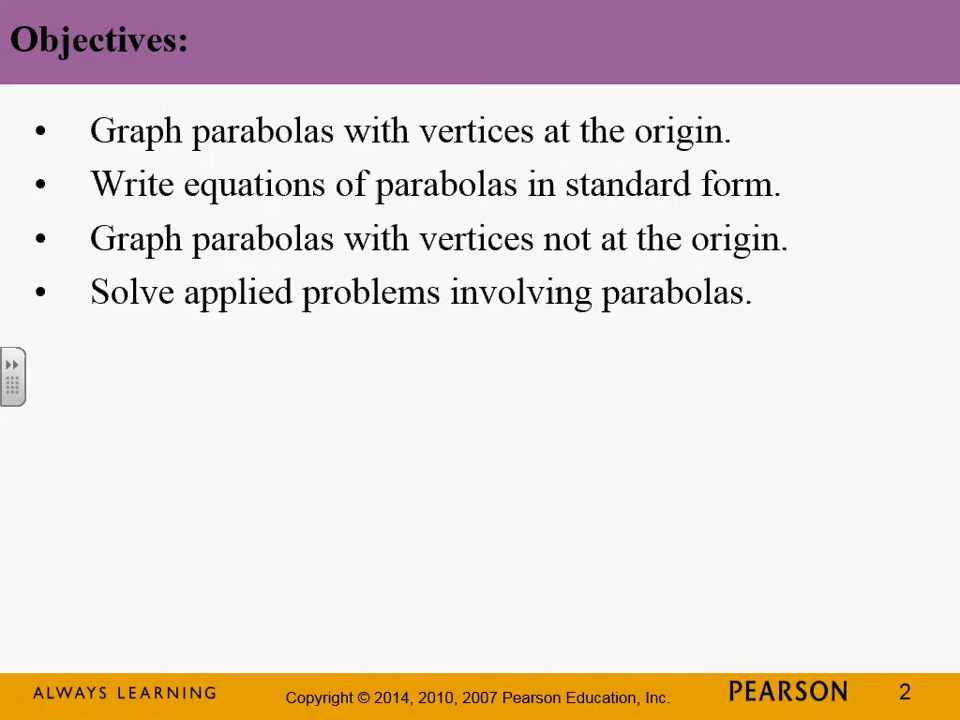 Objectives:
• Graph parabolas with vertices at the origin.
• Write equations of parabolas in standard form.
• Graph parabolas with vertices not at the origin.
• Solve applied problems involving parabolas.
ALWAYS LEARNING Copyright © 2014, 2010, 2007 Pearson Education, Inc. PEARSON 2